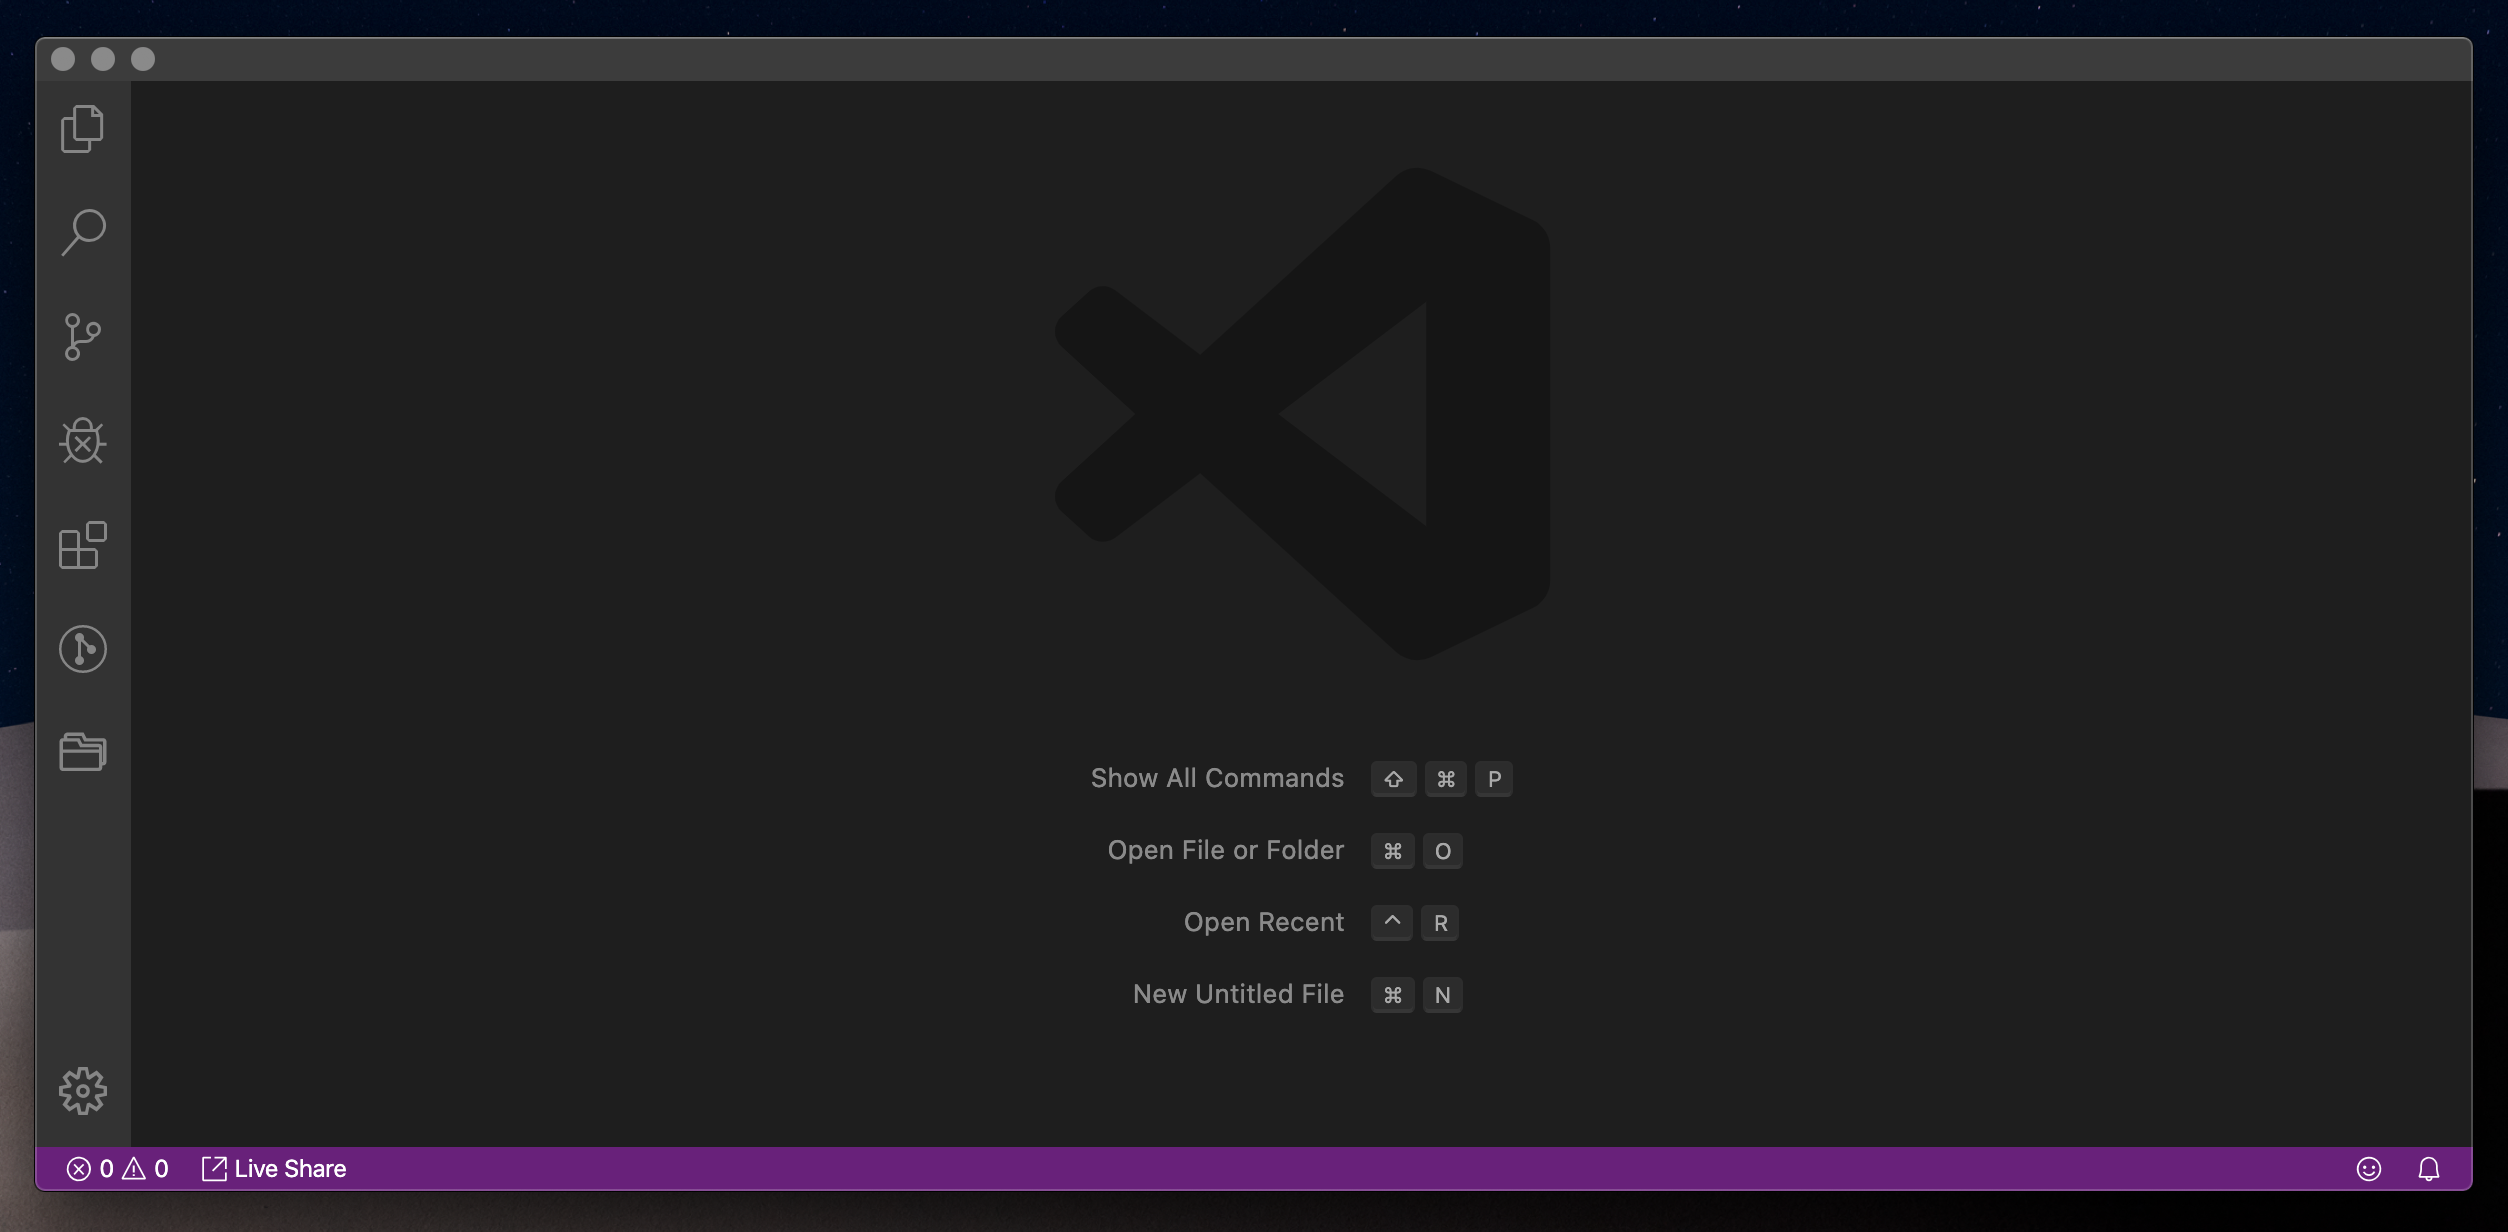 Show All Commands ⇧ ⌘ P
Open File or Folder ⌘ O
Open Recent ^ R
New Untitled File ⌘ N
0 0 Live Share